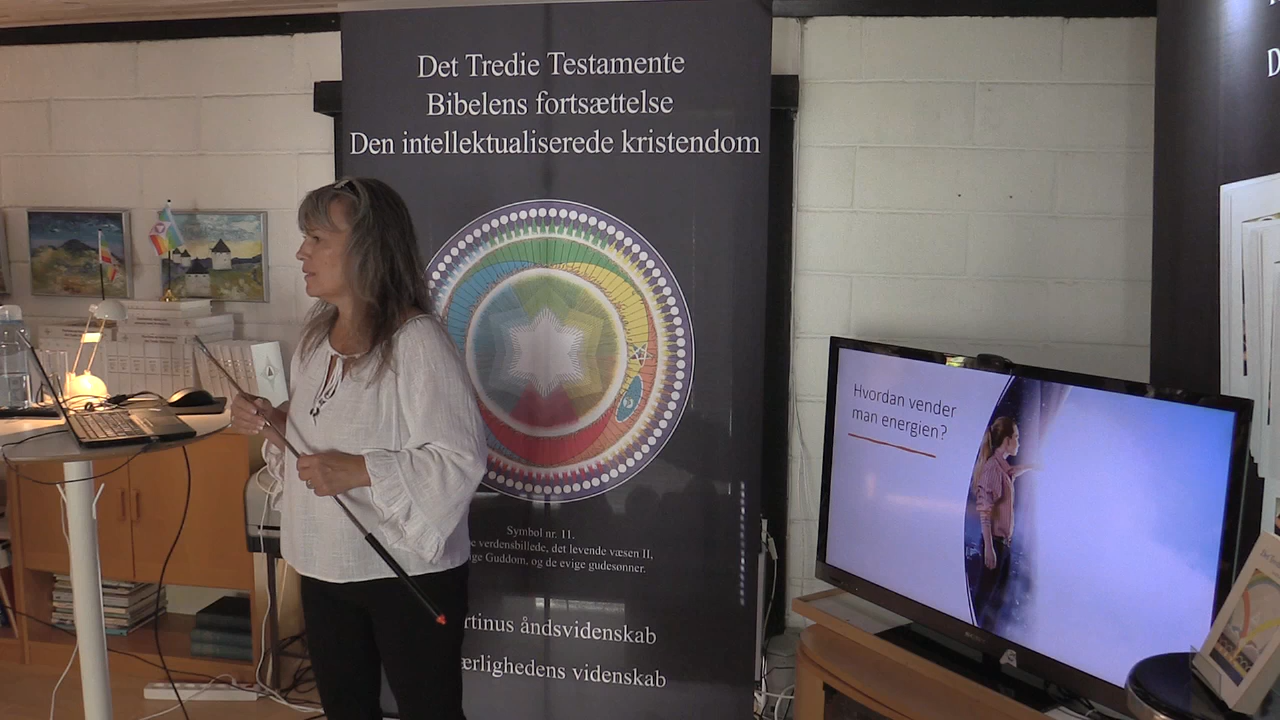 Det Tredie Testamente
Bibelens fortsættelse
Den intellektualiserede kristendom
Symbol nr. 11.
verdensbillede, det levende væsen II,
Guddom, og de evige gudesønner.
åndsvidenskab
videnskab
Hvordan vender
man energien?